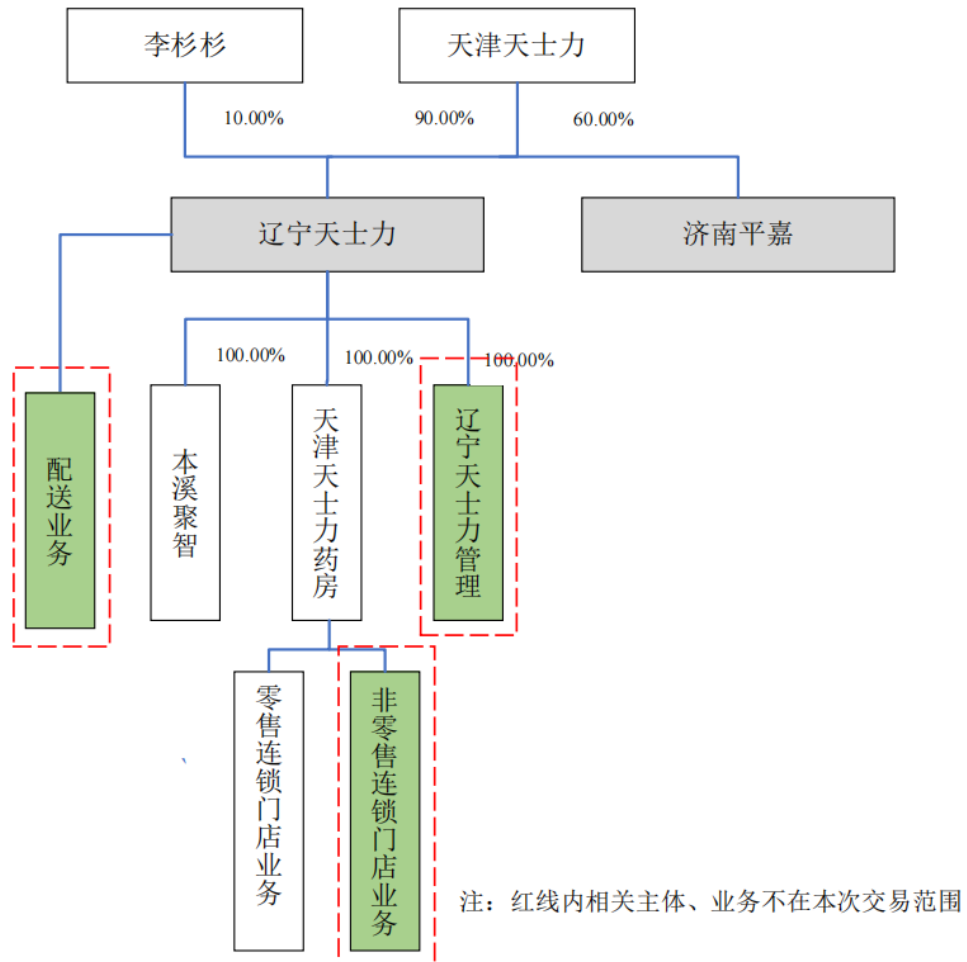 李杉杉
天津天士力
10.00%
90.00%
60.00%
辽宁天士力
济南平嘉
100.00%
100.00%
100.00%
配送业务
本溪聚智
天津天士力药房
辽宁天士力管理
零售连锁门店业务
非零售连锁门店业务
注：红线内相关主体、业务不在本次交易范围